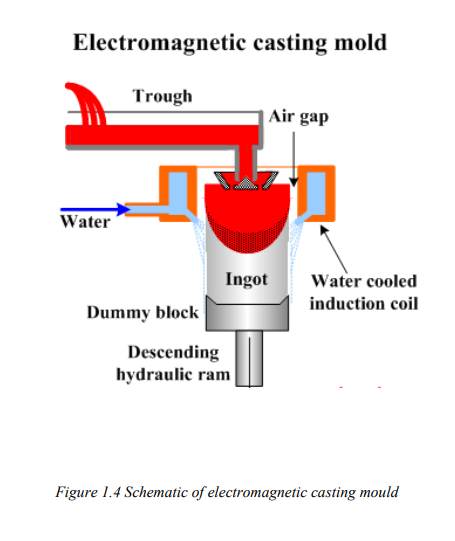 Electromagnetic casting mold
Trough
Air gap
Water
Ingot
Water cooled
induction coil
Dummy block
Descending
hydraulic ram
Figure 1.4 Schematic of electromagnetic casting mould